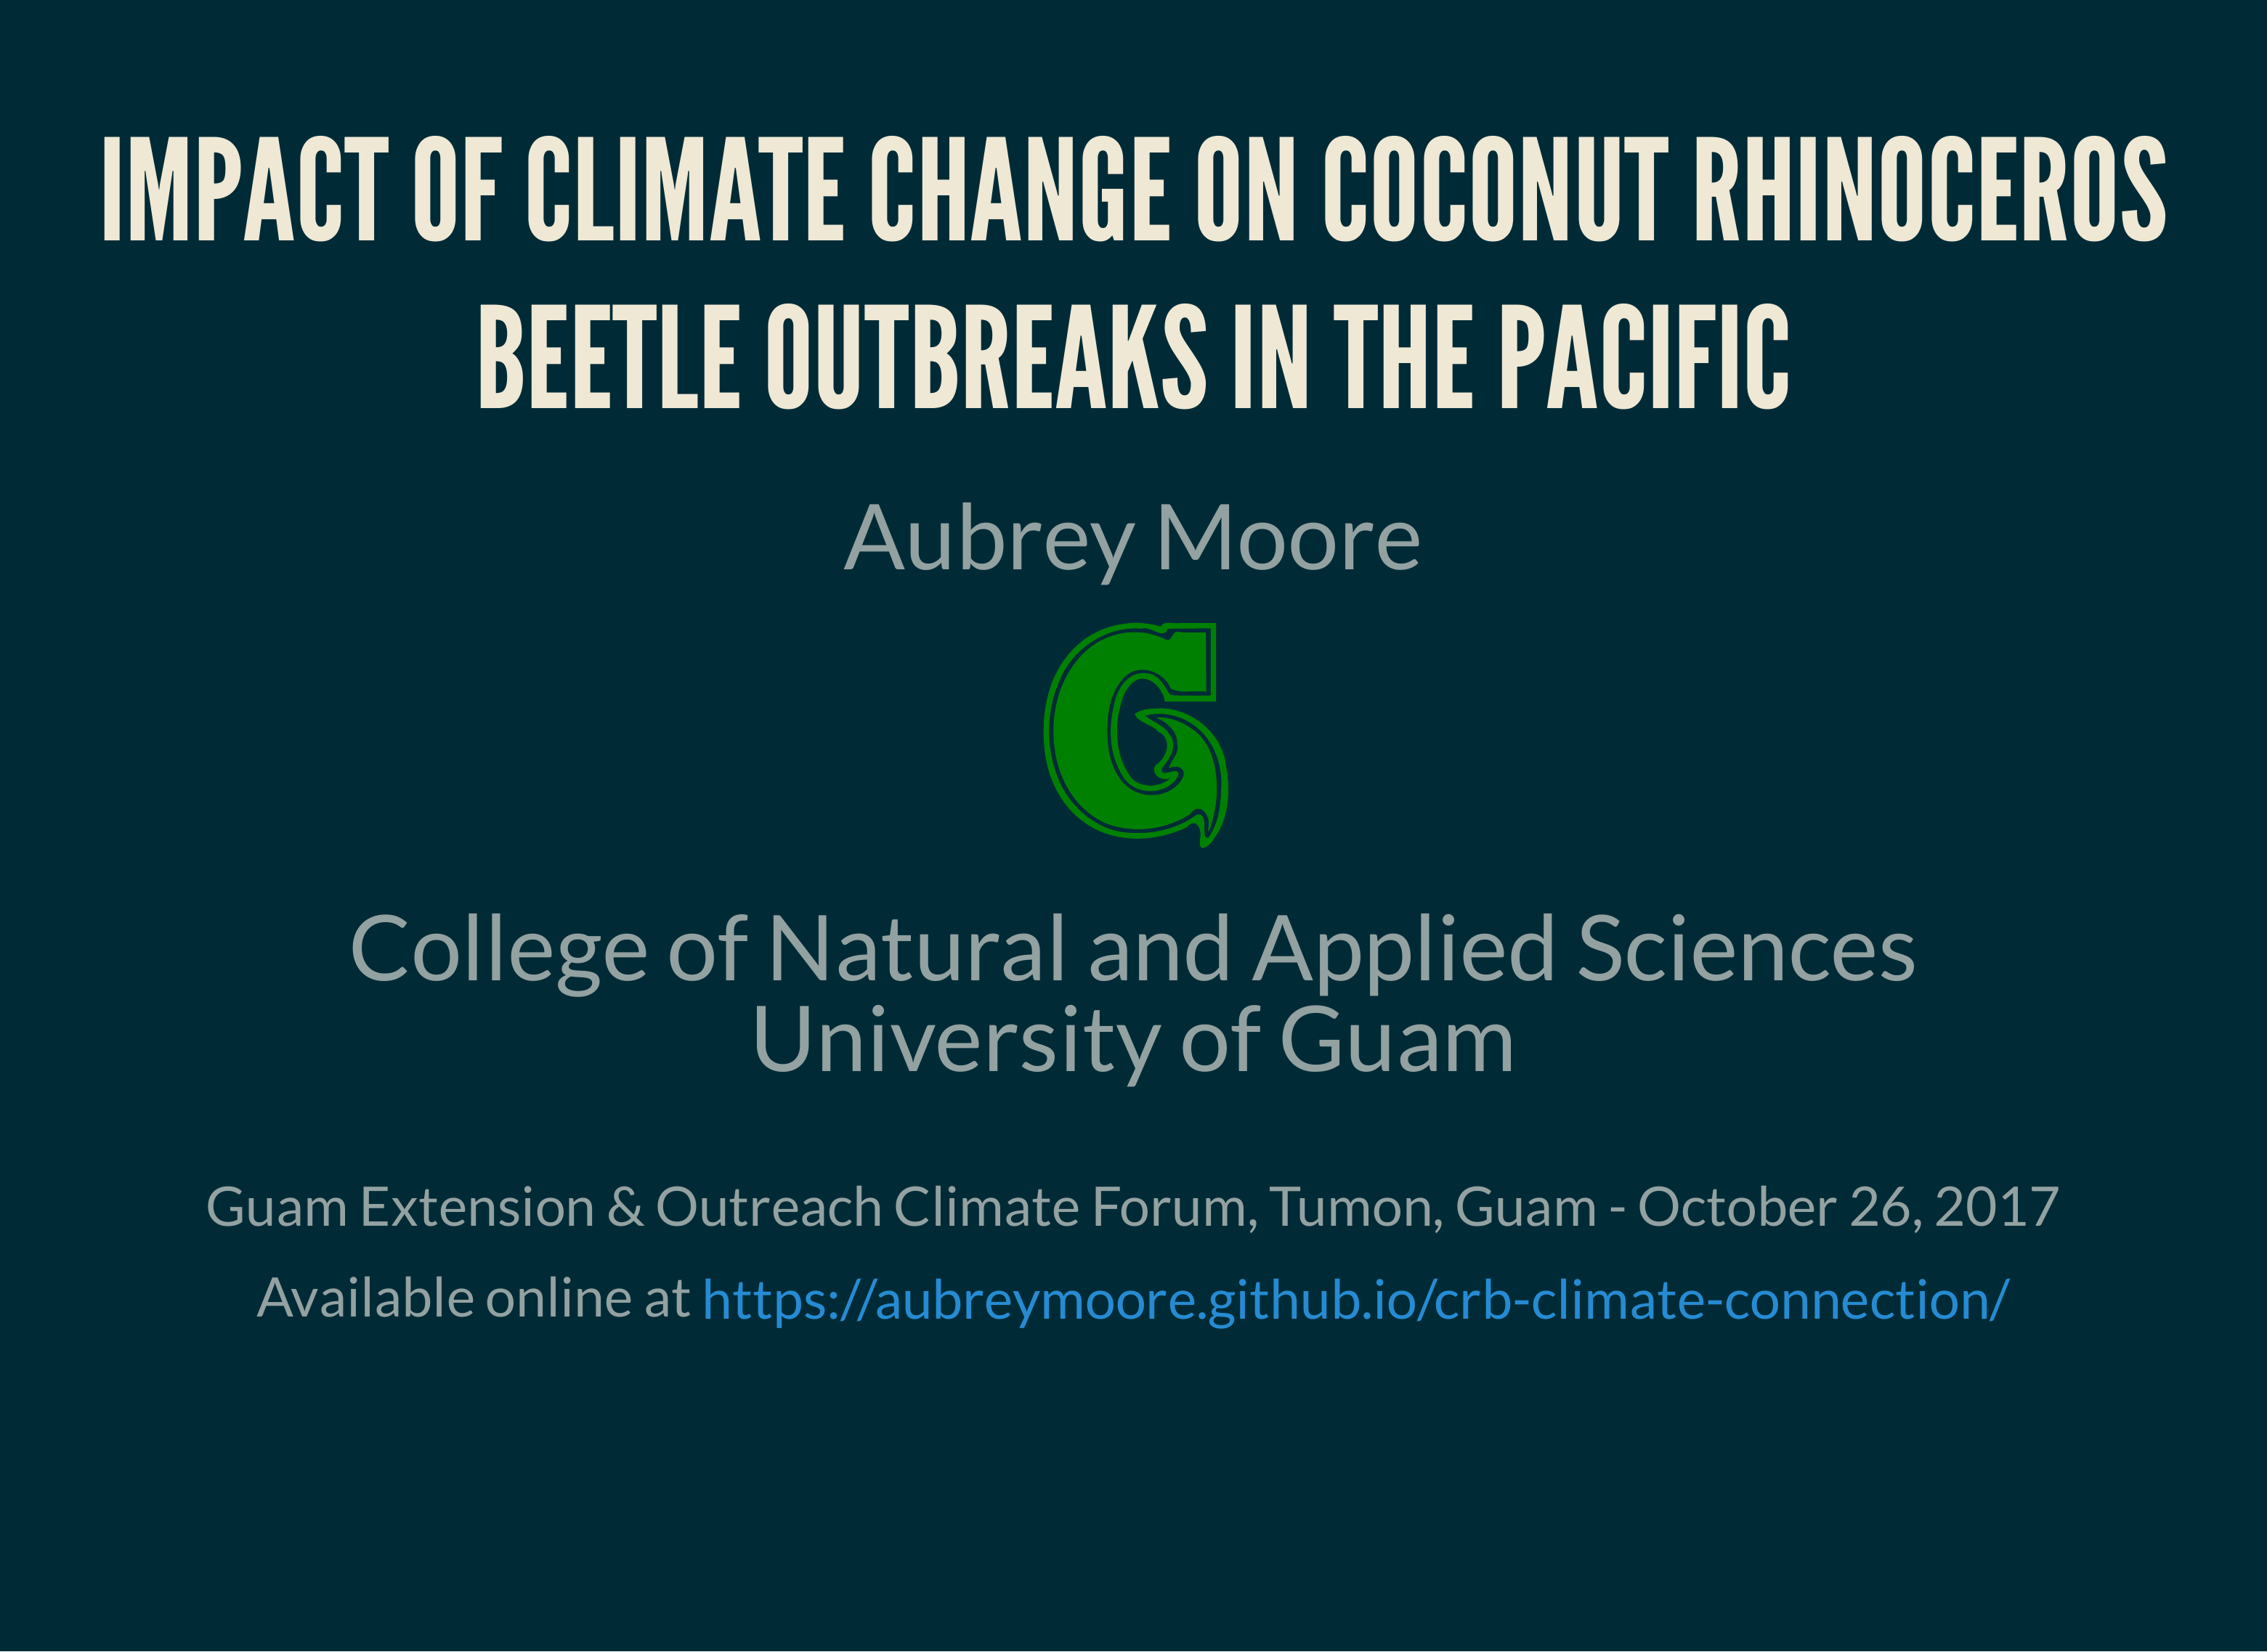 IMPACT OF CLIMATE CHANGE ON COCONUT RHINOCEROS
BEETLE OUTBREAKS IN THE PACIFIC
Aubrey Moore
G
College of Natural and Applied Sciences
University of Guam
Guam Extension & Outreach Climate Forum, Tumon, Guam - October 26, 2017
Available online at https://aubreymoore.github.io/crb-climate-connection/